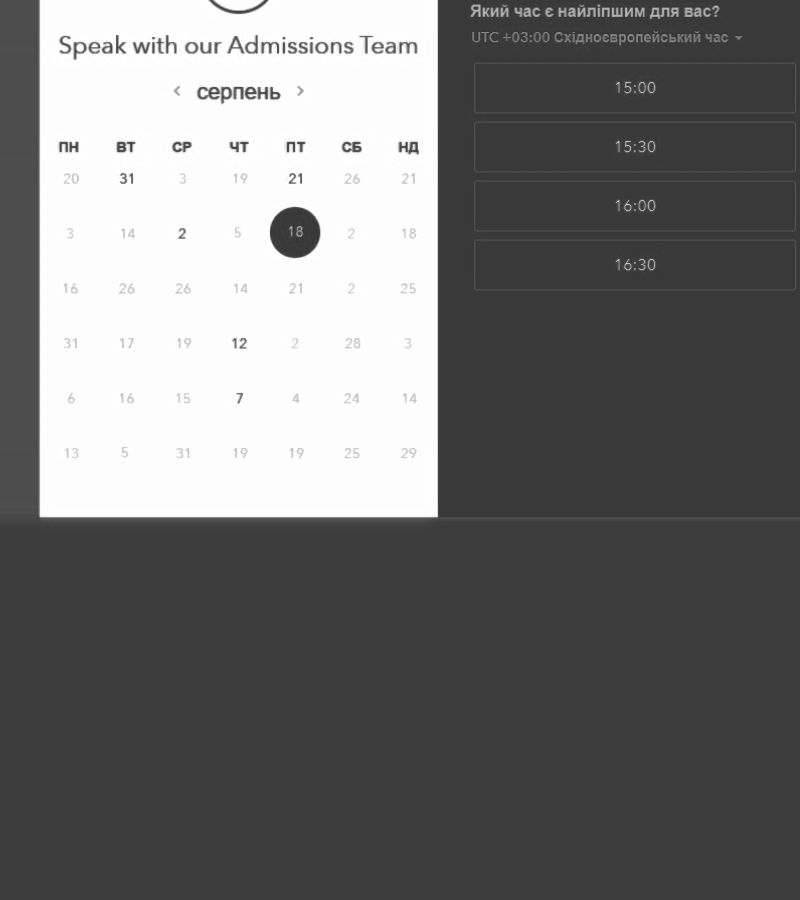 Speak with our Admissions Team
серпень
ПН ВТ СР ЧТ ПТ СБ НД
20 31 3 19 21 26 21
3 14 2 5 18 2 18
16 26 26 14 21 2 25
31 17 19 12 2 28 3
6 16 15 7 4 24 14
13 5 31 19 19 25 29
Який час є найліпшим для вас?
UTC +03:00 Східноєвропейський час
15:00
15:30
16:00
16:30